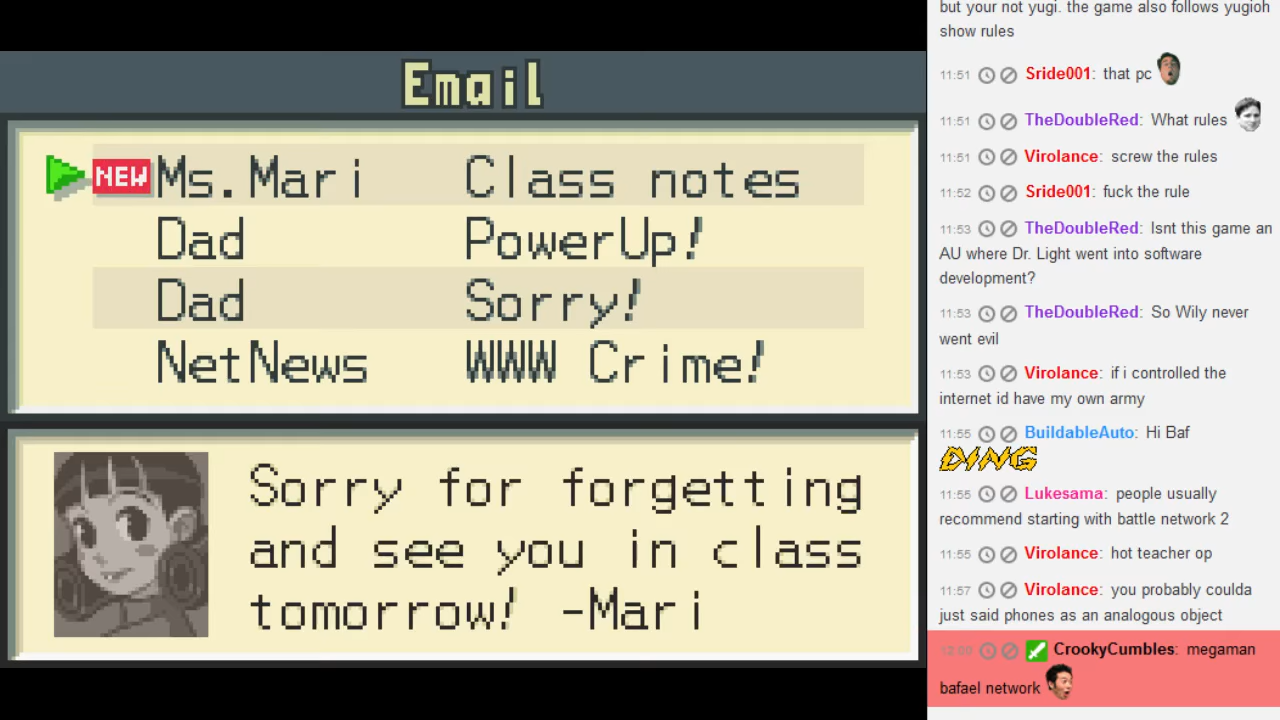 Email
NEW Ms.Mari Class notes
Dad PowerUp!
Dad Sorry!
NetNews WWW Crime!
Sorry for forgetting
and see you in class
tomorrow! -Mari
but your not yugi. the game also follows yugioh
show rules
11:51 Sride001: that pc
11:51 TheDoubleRed: What rules
11:51 Virolance: screw the rules
11:52 Sride001: fuck the rule
11:53 TheDoubleRed: Isnt this game an
AU where Dr. Light went into software
development?
11:53 TheDoubleRed: So Wily never
went evil
11:53 Virolance: if i controlled the
internet id have my own army
11:55 BuildableAuto: Hi Baf
DING
11:55 Lukesama: people usually
recommend starting with battle network 2
11:55 Virolance: hot teacher op
11:57 Virolance: you probably coulda
just said phones as an analogous object
12:00 CrookyCumbles: megaman
bafael network